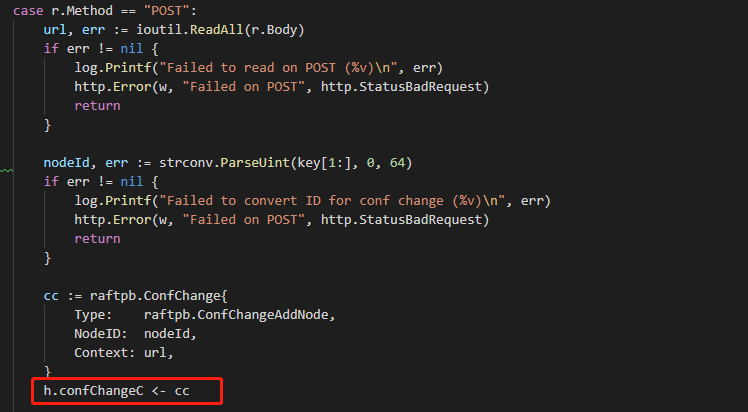 case r.Method == "POST":
    url, err := ioutil.ReadAll(r.Body)
    if err != nil {
        log.Printf("Failed to read on POST (%v)\n", err)
        http.Error(w, "Failed on POST", http.StatusBadRequest)
        return
    }

    nodeId, err := strconv.ParseUint(key[1:], 0, 64)
    if err != nil {
        log.Printf("Failed to convert ID for conf change (%v)\n", err)
        http.Error(w, "Failed on POST", http.StatusBadRequest)
        return
    }

    cc := raftpb.ConfChange{
        Type:    raftpb.ConfChangeAddNode,
        NodeID:  nodeId,
        Context: url,
    }
    h.confChangeC <- cc